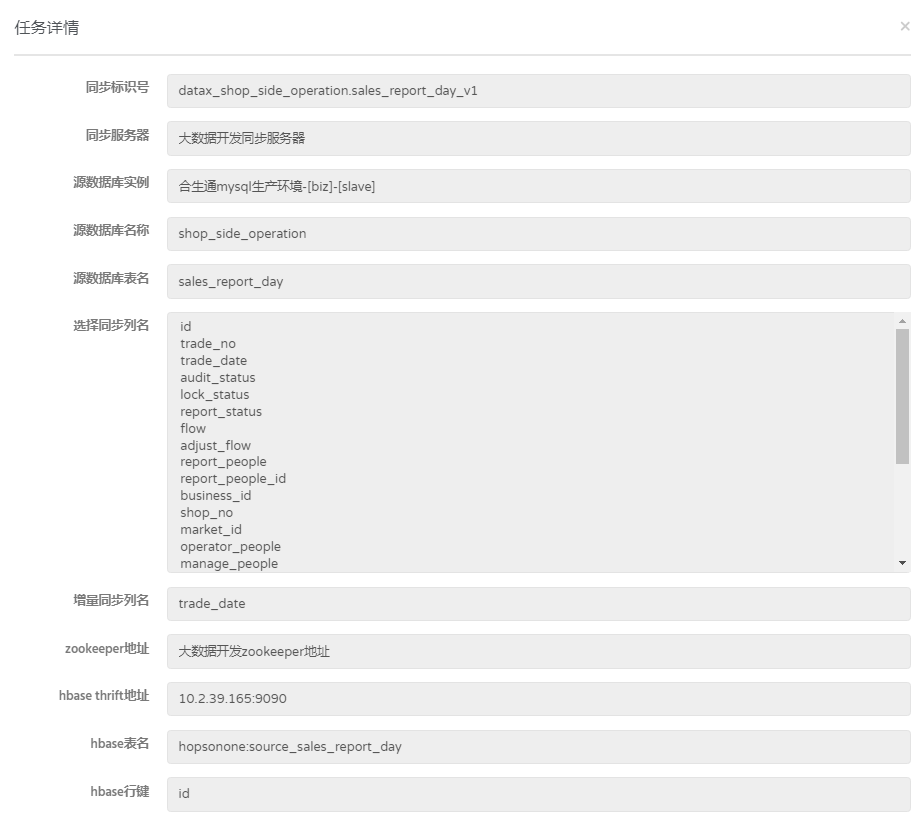 任务详情 ×
同步标识号 datax_shop_side_operation.sales_report_day_v1
同步服务器 大数据开发同步服务器
源数据库实例 合生通mysql生产环境-[biz]-[slave]
源数据库名称 shop_side_operation
源数据库表名 sales_report_day
选择同步列名 id
trade_no
trade_date
audit_status
lock_status
report_status
flow
adjust_flow
report_people
report_people_id
business_id
shop_no
market_id
operator_people
manage_people
增量同步列名 trade_date
zookeeper地址 大数据开发zookeeper地址
hbase thrift地址 10.2.39.165:9090
hbase表名 hopsonone:source_sales_report_day
hbase行键 id